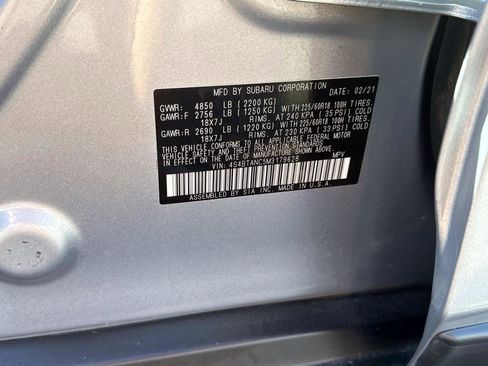 MFD BY SUBARU CORPORATION DATE: 02/21
GVWR: 4850 LB (2200 KG)
GAWR:F 2756 LB (1250 KG) WITH 225/60R18 100H TIRES.
18X7J RIMS. AT 240 KPA (35 PSI) COLD
GAWR:R 2690 LB (1220 KG) WITH 225/60R18 100H TIRES.
18X7J RIMS. AT 230 KPA (33 PSI) COLD
THIS VEHICLE CONFORMS TO ALL APPLICABLE FEDERAL MOTOR
VEHICLE SAFETY, BUMPER, AND THEFT PREVENTION
STANDARDS IN EFFECT ON THE DATE OF MANUFACTURE SHOWN ABOVE.
VIN: 4S4BTANC5M3179628 MPV
ASSEMBLED BY SIA INC. MADE IN U.S.A.